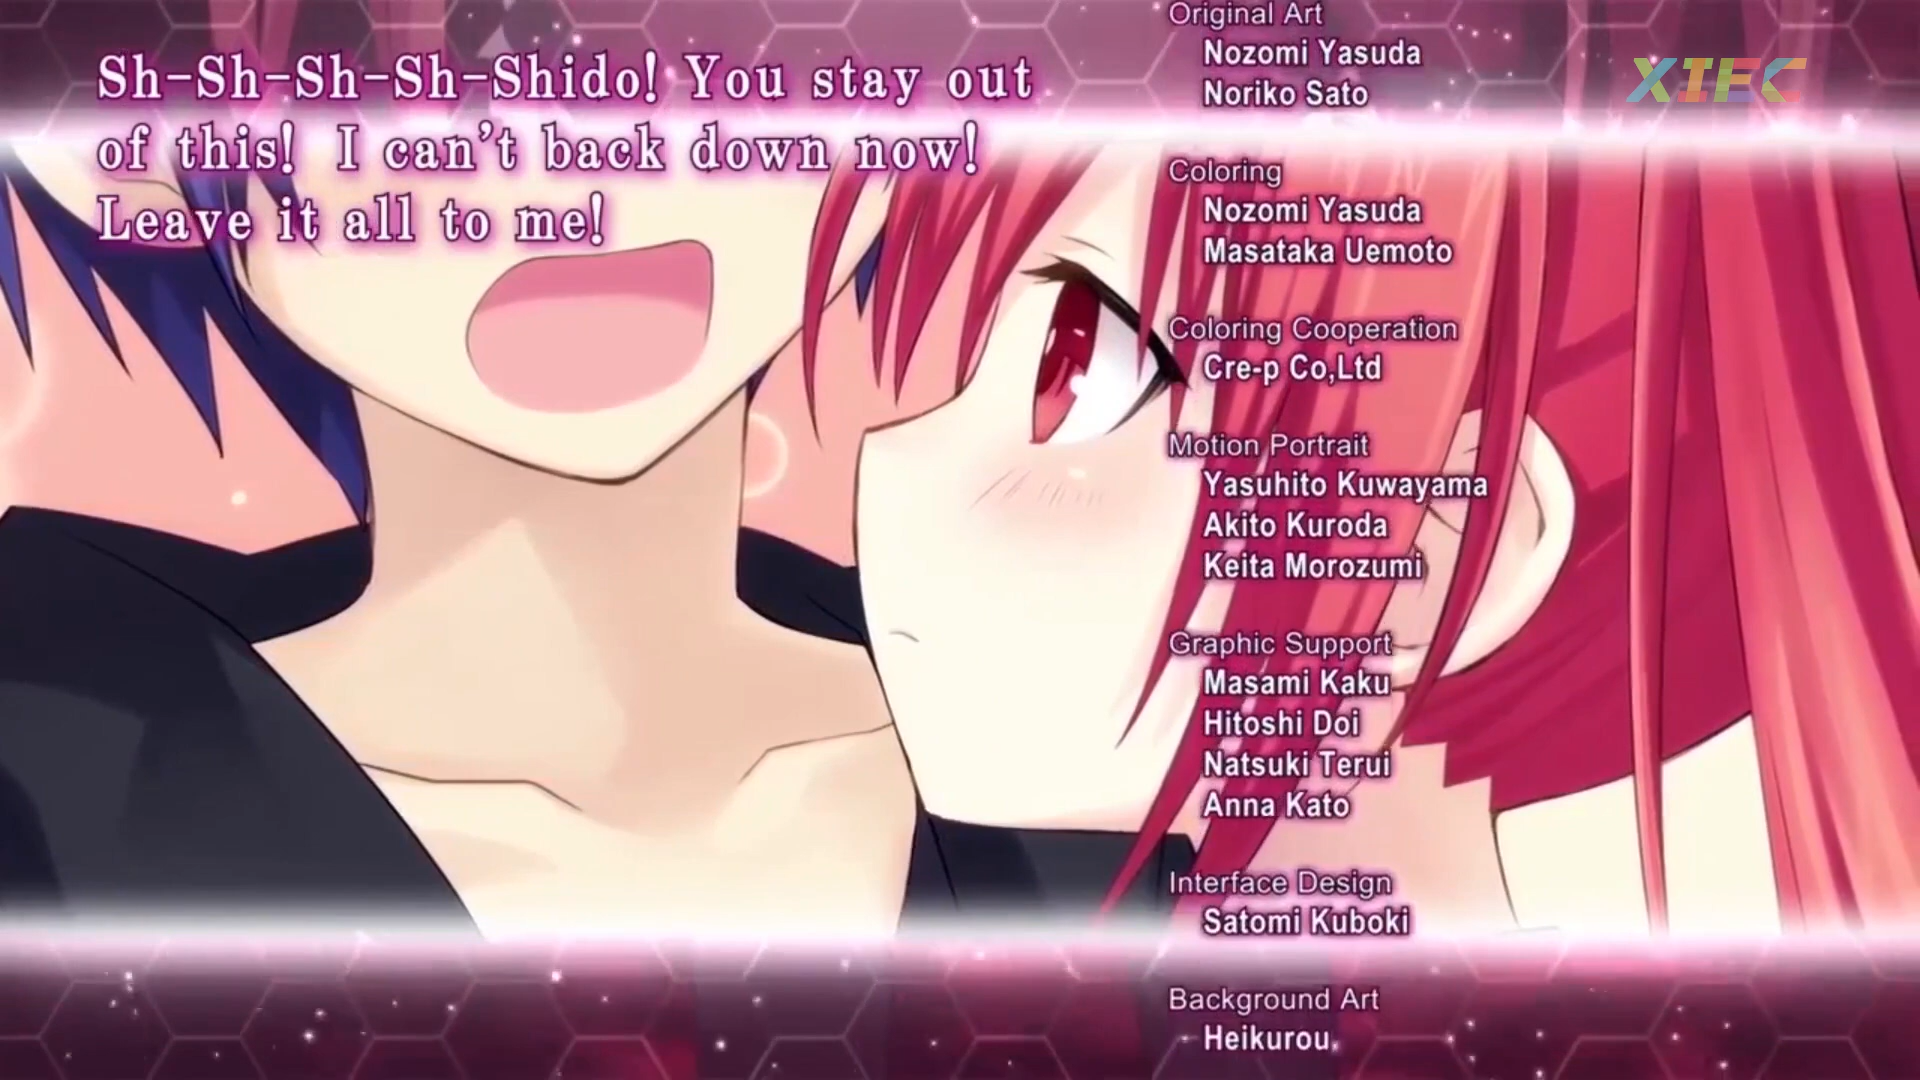 Sh-Sh-Sh-Sh-Shido! You stay out
of this! I can't back down now!
Leave it all to me!
Original Art
Nozomi Yasuda
Noriko Sato
Coloring
Nozomi Yasuda
Masataka Uemoto
Coloring Cooperation
Cre-p Co,Ltd
Motion Portrait
Yasuhito Kuwayama
Akito Kuroda
Keita Morozumi
Graphic Support
Masami Kaku
Hitoshi Doi
Natsuki Terui
Anna Kato
Interface Design
Satomi Kuboki
Background Art
Heikurou
XIEC